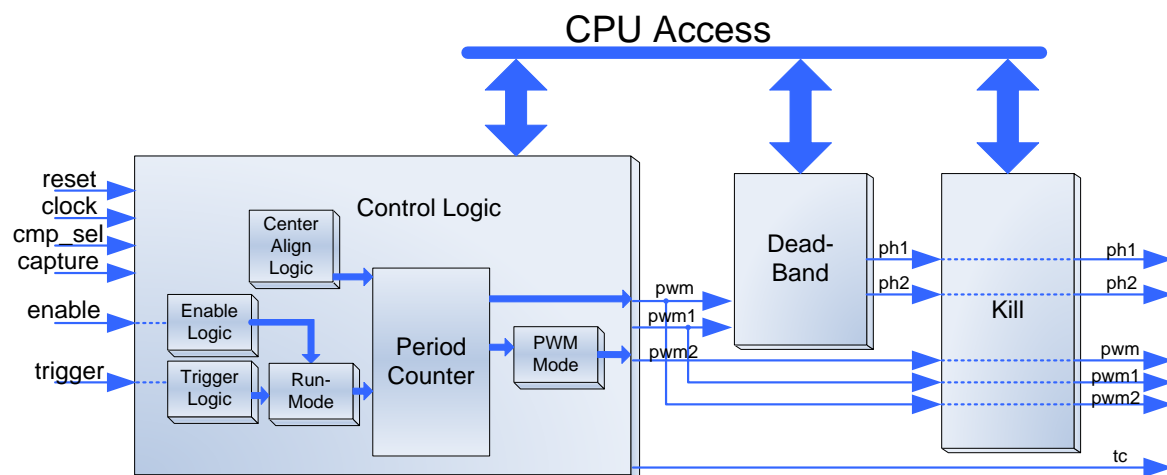 CPU Access
reset
clock
cmp_sel
capture
enable
trigger
Control Logic
Center
Align
Logic
Enable
Logic
Trigger
Logic
Run-
Mode
Period
Counter
PWM
Mode
pwm
pwm1
pwm2
Dead-
Band
ph1
ph2
Kill
ph1
ph2
pwm
pwm1
pwm2
tc